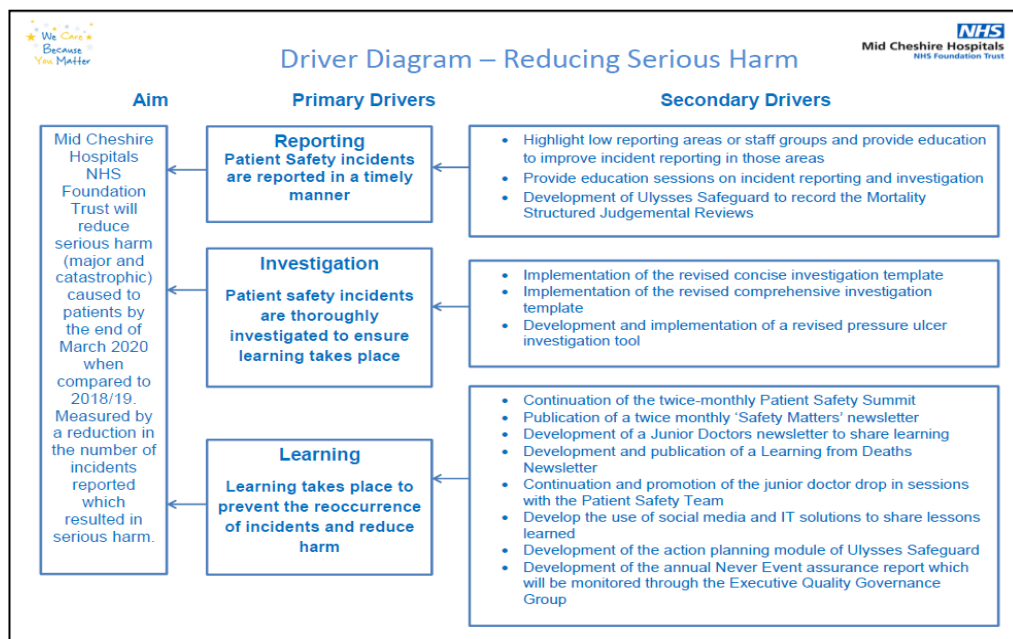 We Care
Because
You Matter
NHS
Mid Cheshire Hospitals
NHS Foundation Trust
Driver Diagram – Reducing Serious Harm
Aim
Primary Drivers
Secondary Drivers
Mid Cheshire
Hospitals
NHS
Foundation
Trust will
reduce
serious harm
(major and
catastrophic)
caused to
patients by
the end of
March 2020
when
compared to
2018/19.
Measured by
a reduction in
the number of
incidents
reported
which
resulted in
serious harm.
Reporting
Patient Safety incidents
are reported in a timely
manner
• Highlight low reporting areas or staff groups and provide education
to improve incident reporting in those areas
• Provide education sessions on incident reporting and investigation
• Development of Ulysses Safeguard to record the Mortality
Structured Judgemental Reviews
Investigation
Patient safety incidents
are thoroughly
investigated to ensure
learning takes place
• Implementation of the revised concise investigation template
• Implementation of the revised comprehensive investigation
template
• Development and implementation of a revised pressure ulcer
investigation tool
Learning
Learning takes place to
prevent the reoccurrence
of incidents and reduce
harm
• Continuation of the twice-monthly Patient Safety Summit
• Publication of a twice monthly ‘Safety Matters’ newsletter
• Development of a Junior Doctors newsletter to share learning
• Development and publication of a Learning from Deaths
Newsletter
• Continuation and promotion of the junior doctor drop in sessions
with the Patient Safety Team
• Develop the use of social media and IT solutions to share lessons
learned
• Development of the action planning module of Ulysses Safeguard
• Development of the annual Never Event assurance report which
will be monitored through the Executive Quality Governance
Group